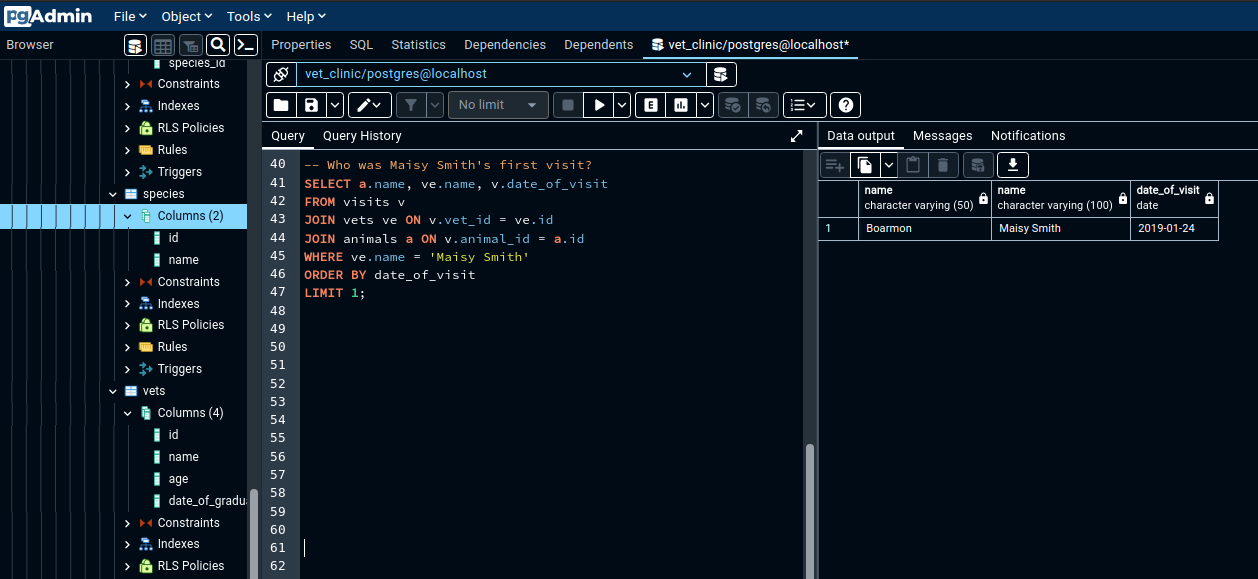 pgAdmin File Object Tools Help
Browser
Properties SQL Statistics Dependencies Dependents vet_clinic/postgres@localhost*
species_id
Constraints
Indexes
RLS Policies
Rules
Triggers
species
Columns (2)
id
name
Constraints
Indexes
RLS Policies
Rules
Triggers
vets
Columns (4)
id
name
age
date_of_gradua
Constraints
Indexes
RLS Policies
vet_clinic/postgres@localhost
No limit
E
Query Query History
40 -- Who was Maisy Smith's first visit?
41 SELECT a.name, ve.name, v.date_of_visit
42 FROM visits v
43 JOIN vets ve ON v.vet_id = ve.id
44 JOIN animals a ON v.animal_id = a.id
45 WHERE ve.name = 'Maisy Smith'
46 ORDER BY date_of_visit
47 LIMIT 1;
48
49
50
51
52
53
54
55
56
57
58
59
60
61
62
Data output Messages Notifications
name name date_of_visit
character varying (50) character varying (100) date
1 Boarmon Maisy Smith 2019-01-24